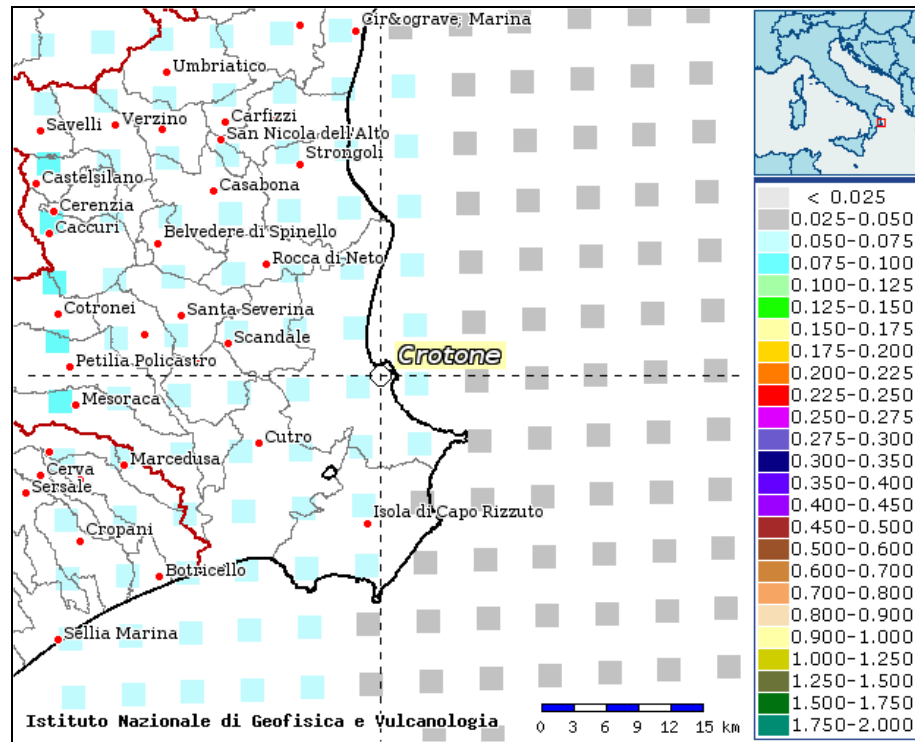 Cir&ograve; Marina
Umbriatico
Savelli
Verzino
Carfizzi
San Nicola dell'Alto
Strongoli
Castelsilano
Casabona
Cerenzia
Caccuri
Belvedere di Spinello
Rocca di Neto
Cotronei
Santa Severina
Scandale
Crotone
Petilia Policastro
Mesoraca
Cutro
Marcedusa
Cerva
Sersale
Isola di Capo Rizzuto
Cropani
Botricello
Sellia Marina
Istituto Nazionale di Geofisica e Vulcanologia
0 3 6 9 12 15 km
< 0.025
0.025-0.050
0.050-0.075
0.075-0.100
0.100-0.125
0.125-0.150
0.150-0.175
0.175-0.200
0.200-0.225
0.225-0.250
0.250-0.275
0.275-0.300
0.300-0.350
0.350-0.400
0.400-0.450
0.450-0.500
0.500-0.600
0.600-0.700
0.700-0.800
0.800-0.900
0.900-1.000
1.000-1.250
1.250-1.500
1.500-1.750
1.750-2.000